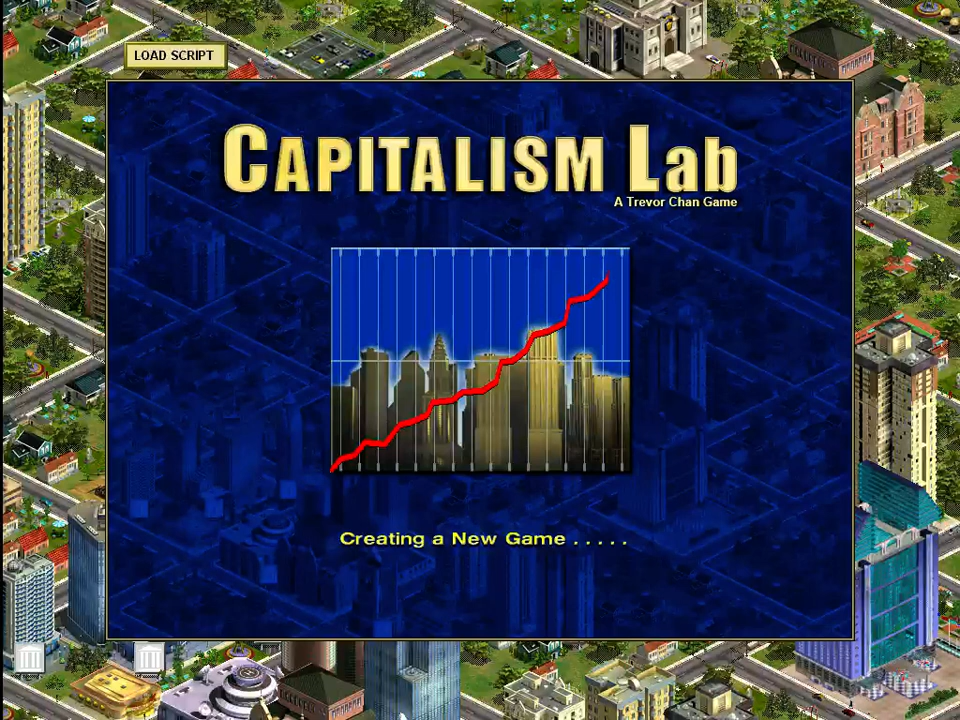 LOAD SCRIPT
CAPITALISM Lab
A Trevor Chan Game
Creating a New Game . . . . .